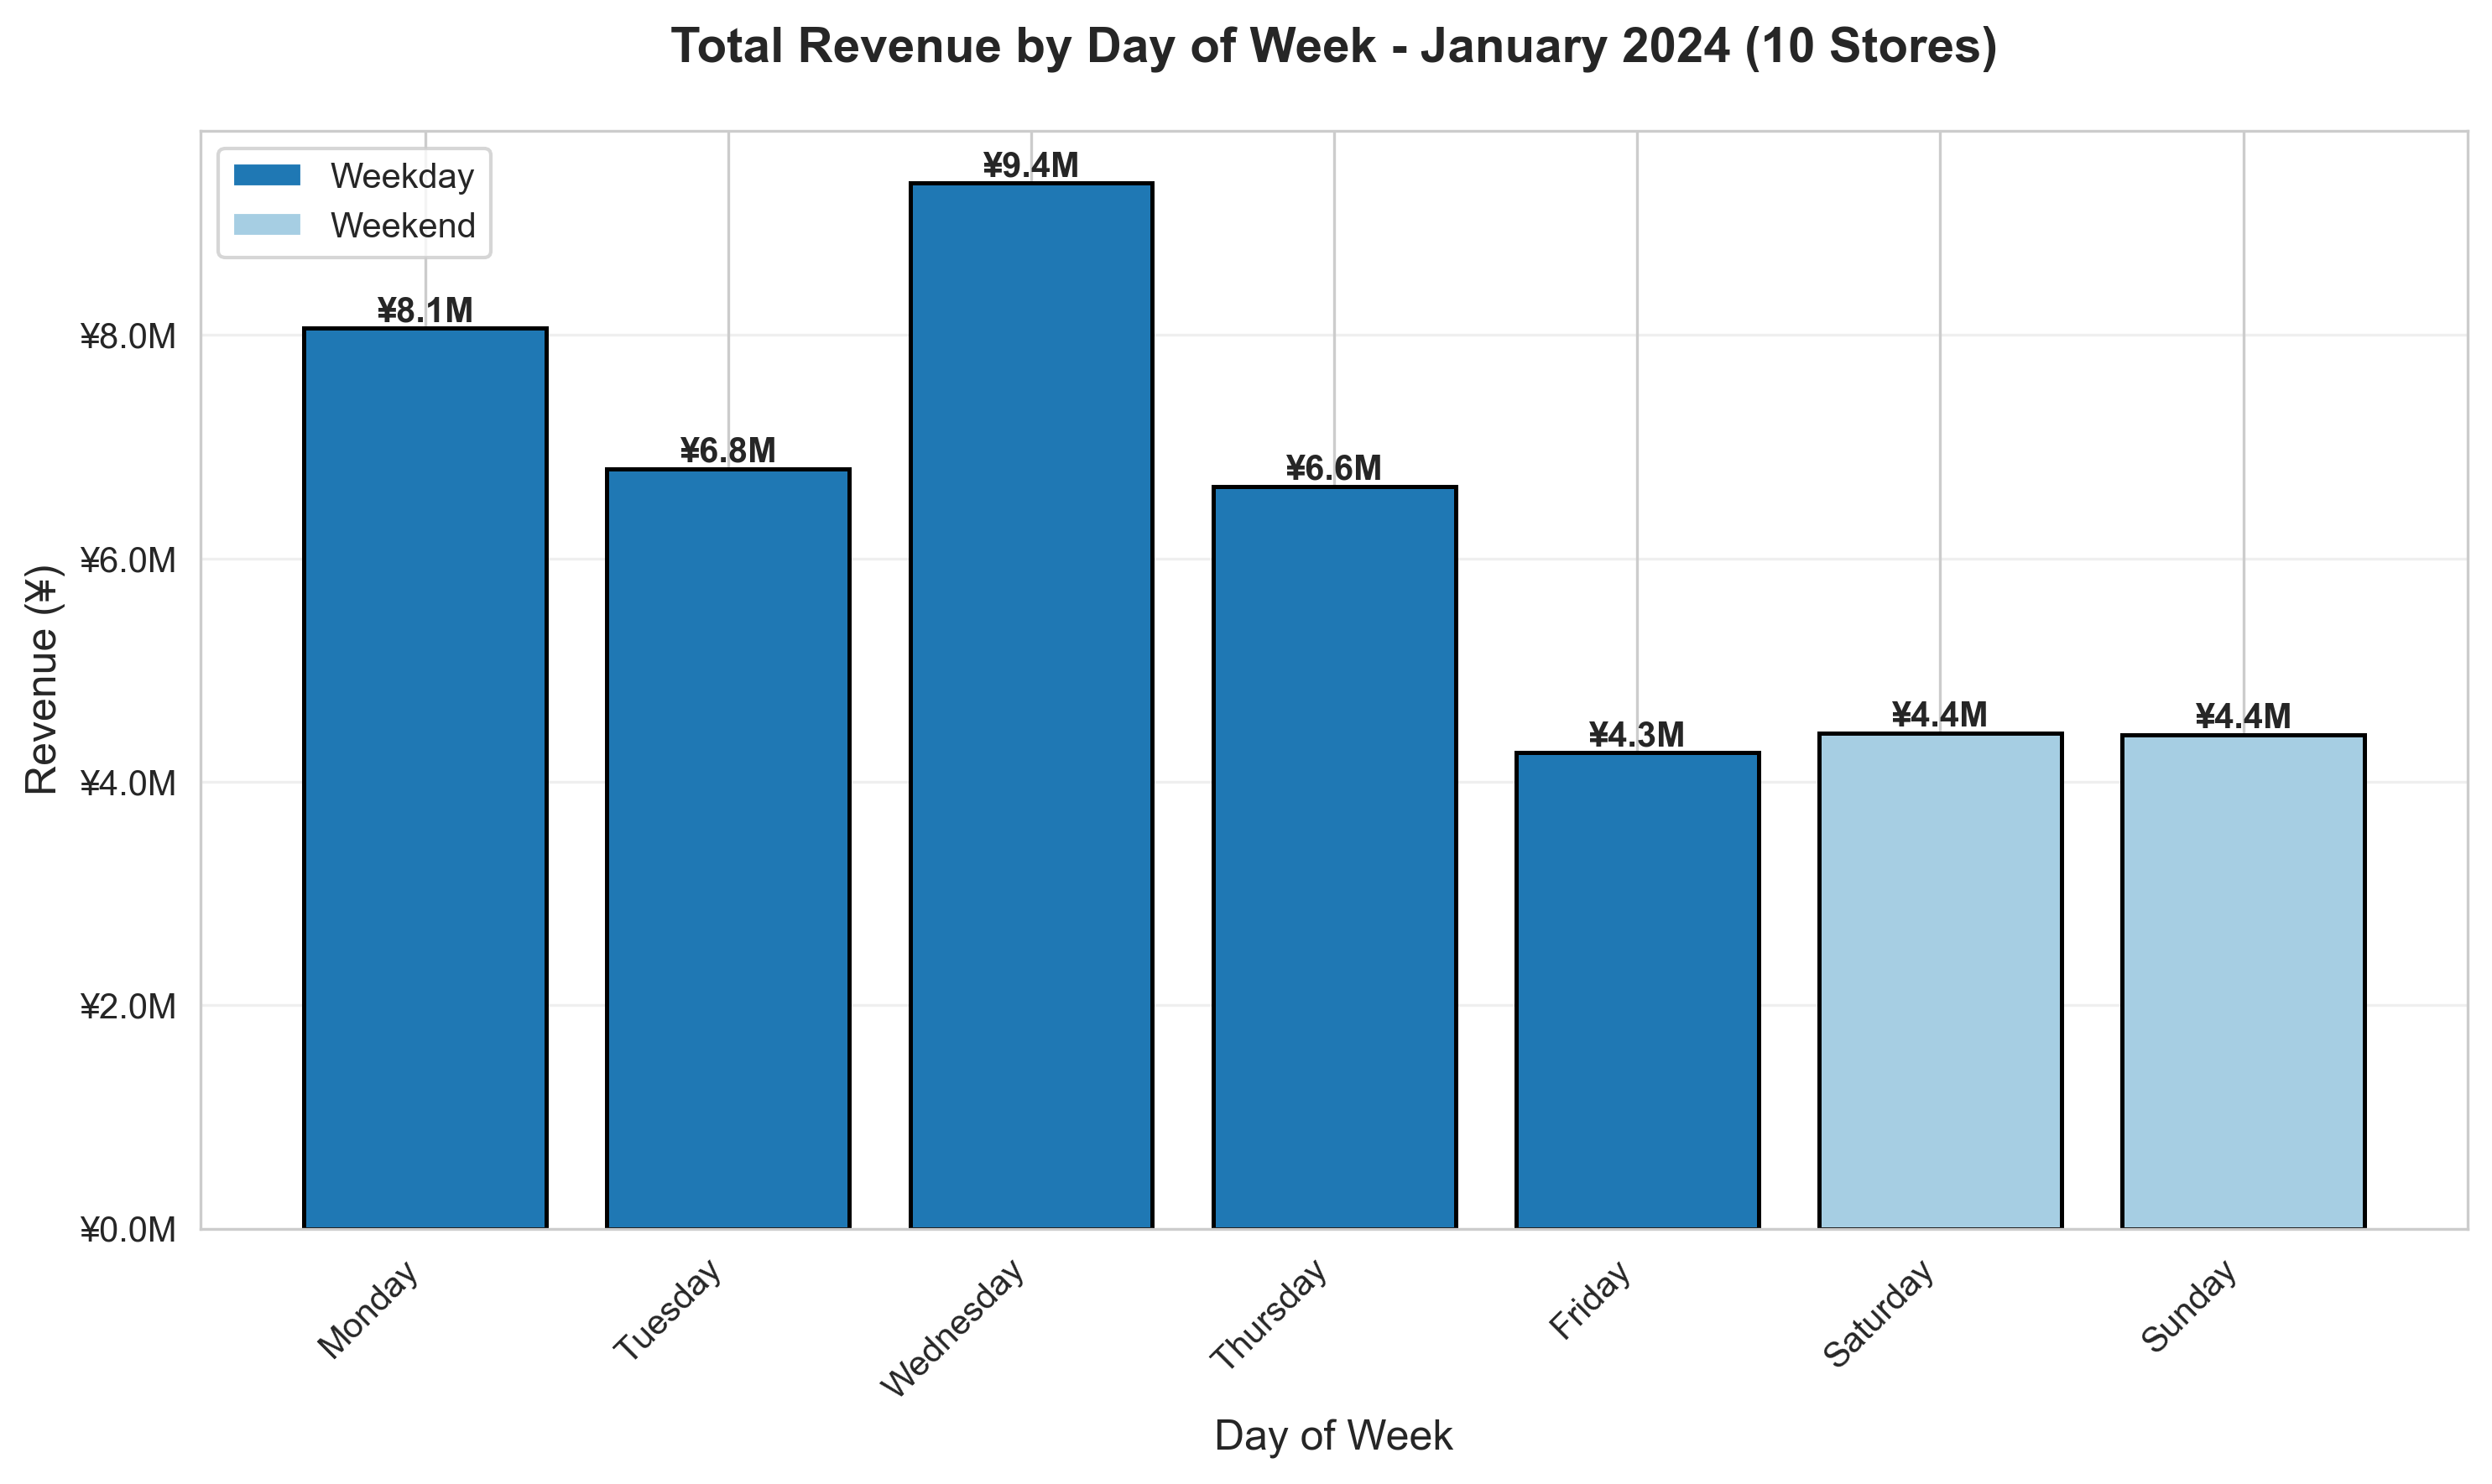 Total Revenue by Day of Week - January 2024 (10 Stores)
Weekday
Weekend
¥9.4M
¥8.1M
¥6.8M
¥6.6M
¥4.3M
¥4.4M
¥4.4M
¥8.0M
¥6.0M
¥4.0M
¥2.0M
¥0.0M
Revenue (¥)
Monday
Tuesday
Wednesday
Thursday
Friday
Saturday
Sunday
Day of Week